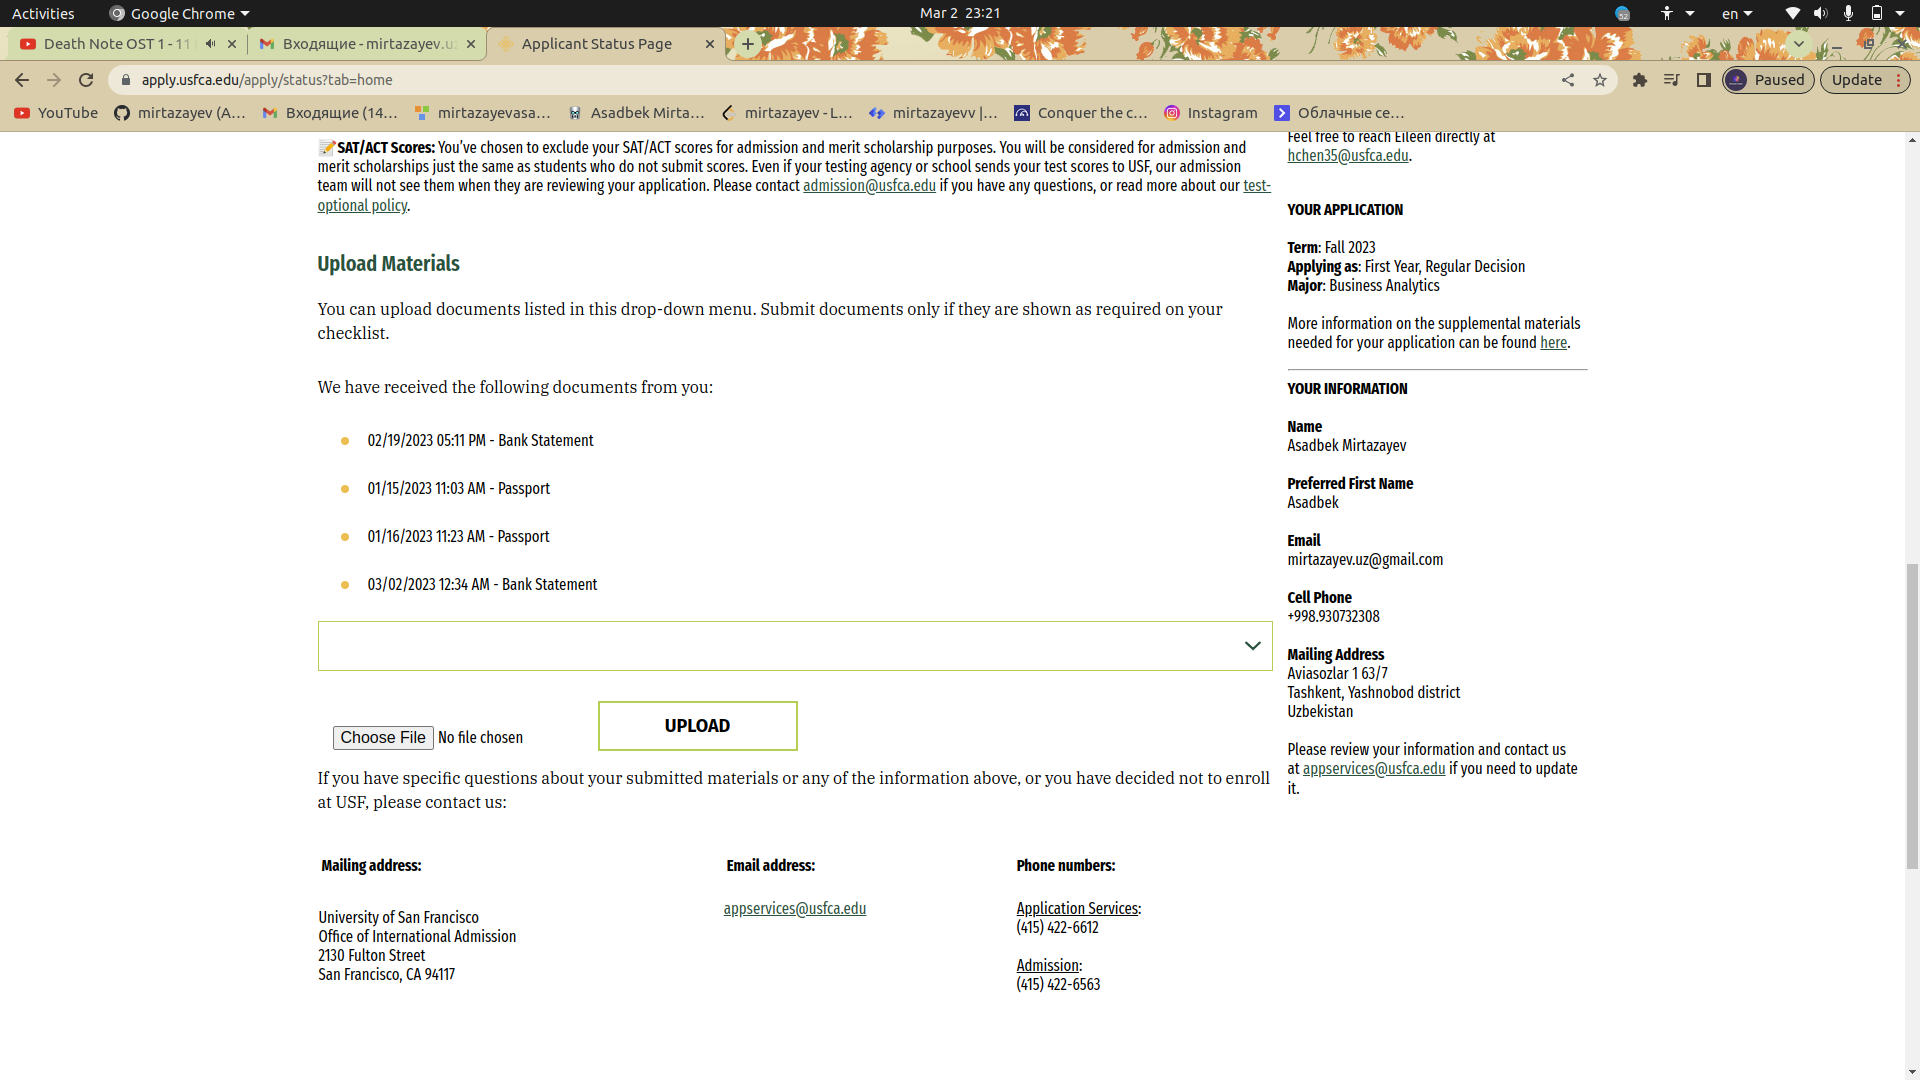 Activities
Google Chrome
Mar 2 23:21
52
en
Death Note OST 1 - 11
Входящие - mirtazayev.uz
Applicant Status Page
apply.usfca.edu/apply/status?tab=home
Paused
Update
YouTube
mirtazayev (A...
Входящие (14...
mirtazayevasa...
Asadbek Mirta...
mirtazayev - L...
mirtazayevv |...
Conquer the c...
Instagram
Облачные се...
📝SAT/ACT Scores: You’ve chosen to exclude your SAT/ACT scores for admission and merit scholarship purposes. You will be considered for admission and
merit scholarships just the same as students who do not submit scores. Even if your testing agency or school sends your test scores to USF, our admission
team will not see them when they are reviewing your application. Please contact admission@usfca.edu if you have any questions, or read more about our test-
optional policy.
Upload Materials
You can upload documents listed in this drop-down menu. Submit documents only if they are shown as required on your
checklist.
We have received the following documents from you:
02/19/2023 05:11 PM - Bank Statement
01/15/2023 11:03 AM - Passport
01/16/2023 11:23 AM - Passport
03/02/2023 12:34 AM - Bank Statement
Choose File No file chosen
UPLOAD
If you have specific questions about your submitted materials or any of the information above, or you have decided not to enroll
at USF, please contact us:
Mailing address:
University of San Francisco
Office of International Admission
2130 Fulton Street
San Francisco, CA 94117
Email address:
appservices@usfca.edu
Phone numbers:
Application Services:
(415) 422-6612
Admission:
(415) 422-6563
Feel free to reach Eileen directly at
hchen35@usfca.edu.
YOUR APPLICATION
Term: Fall 2023
Applying as: First Year, Regular Decision
Major: Business Analytics
More information on the supplemental materials
needed for your application can be found here.
YOUR INFORMATION
Name
Asadbek Mirtazayev
Preferred First Name
Asadbek
Email
mirtazayev.uz@gmail.com
Cell Phone
+998.930732308
Mailing Address
Aviasozlar 1 63/7
Tashkent, Yashnobod district
Uzbekistan
Please review your information and contact us
at appservices@usfca.edu if you need to update
it.